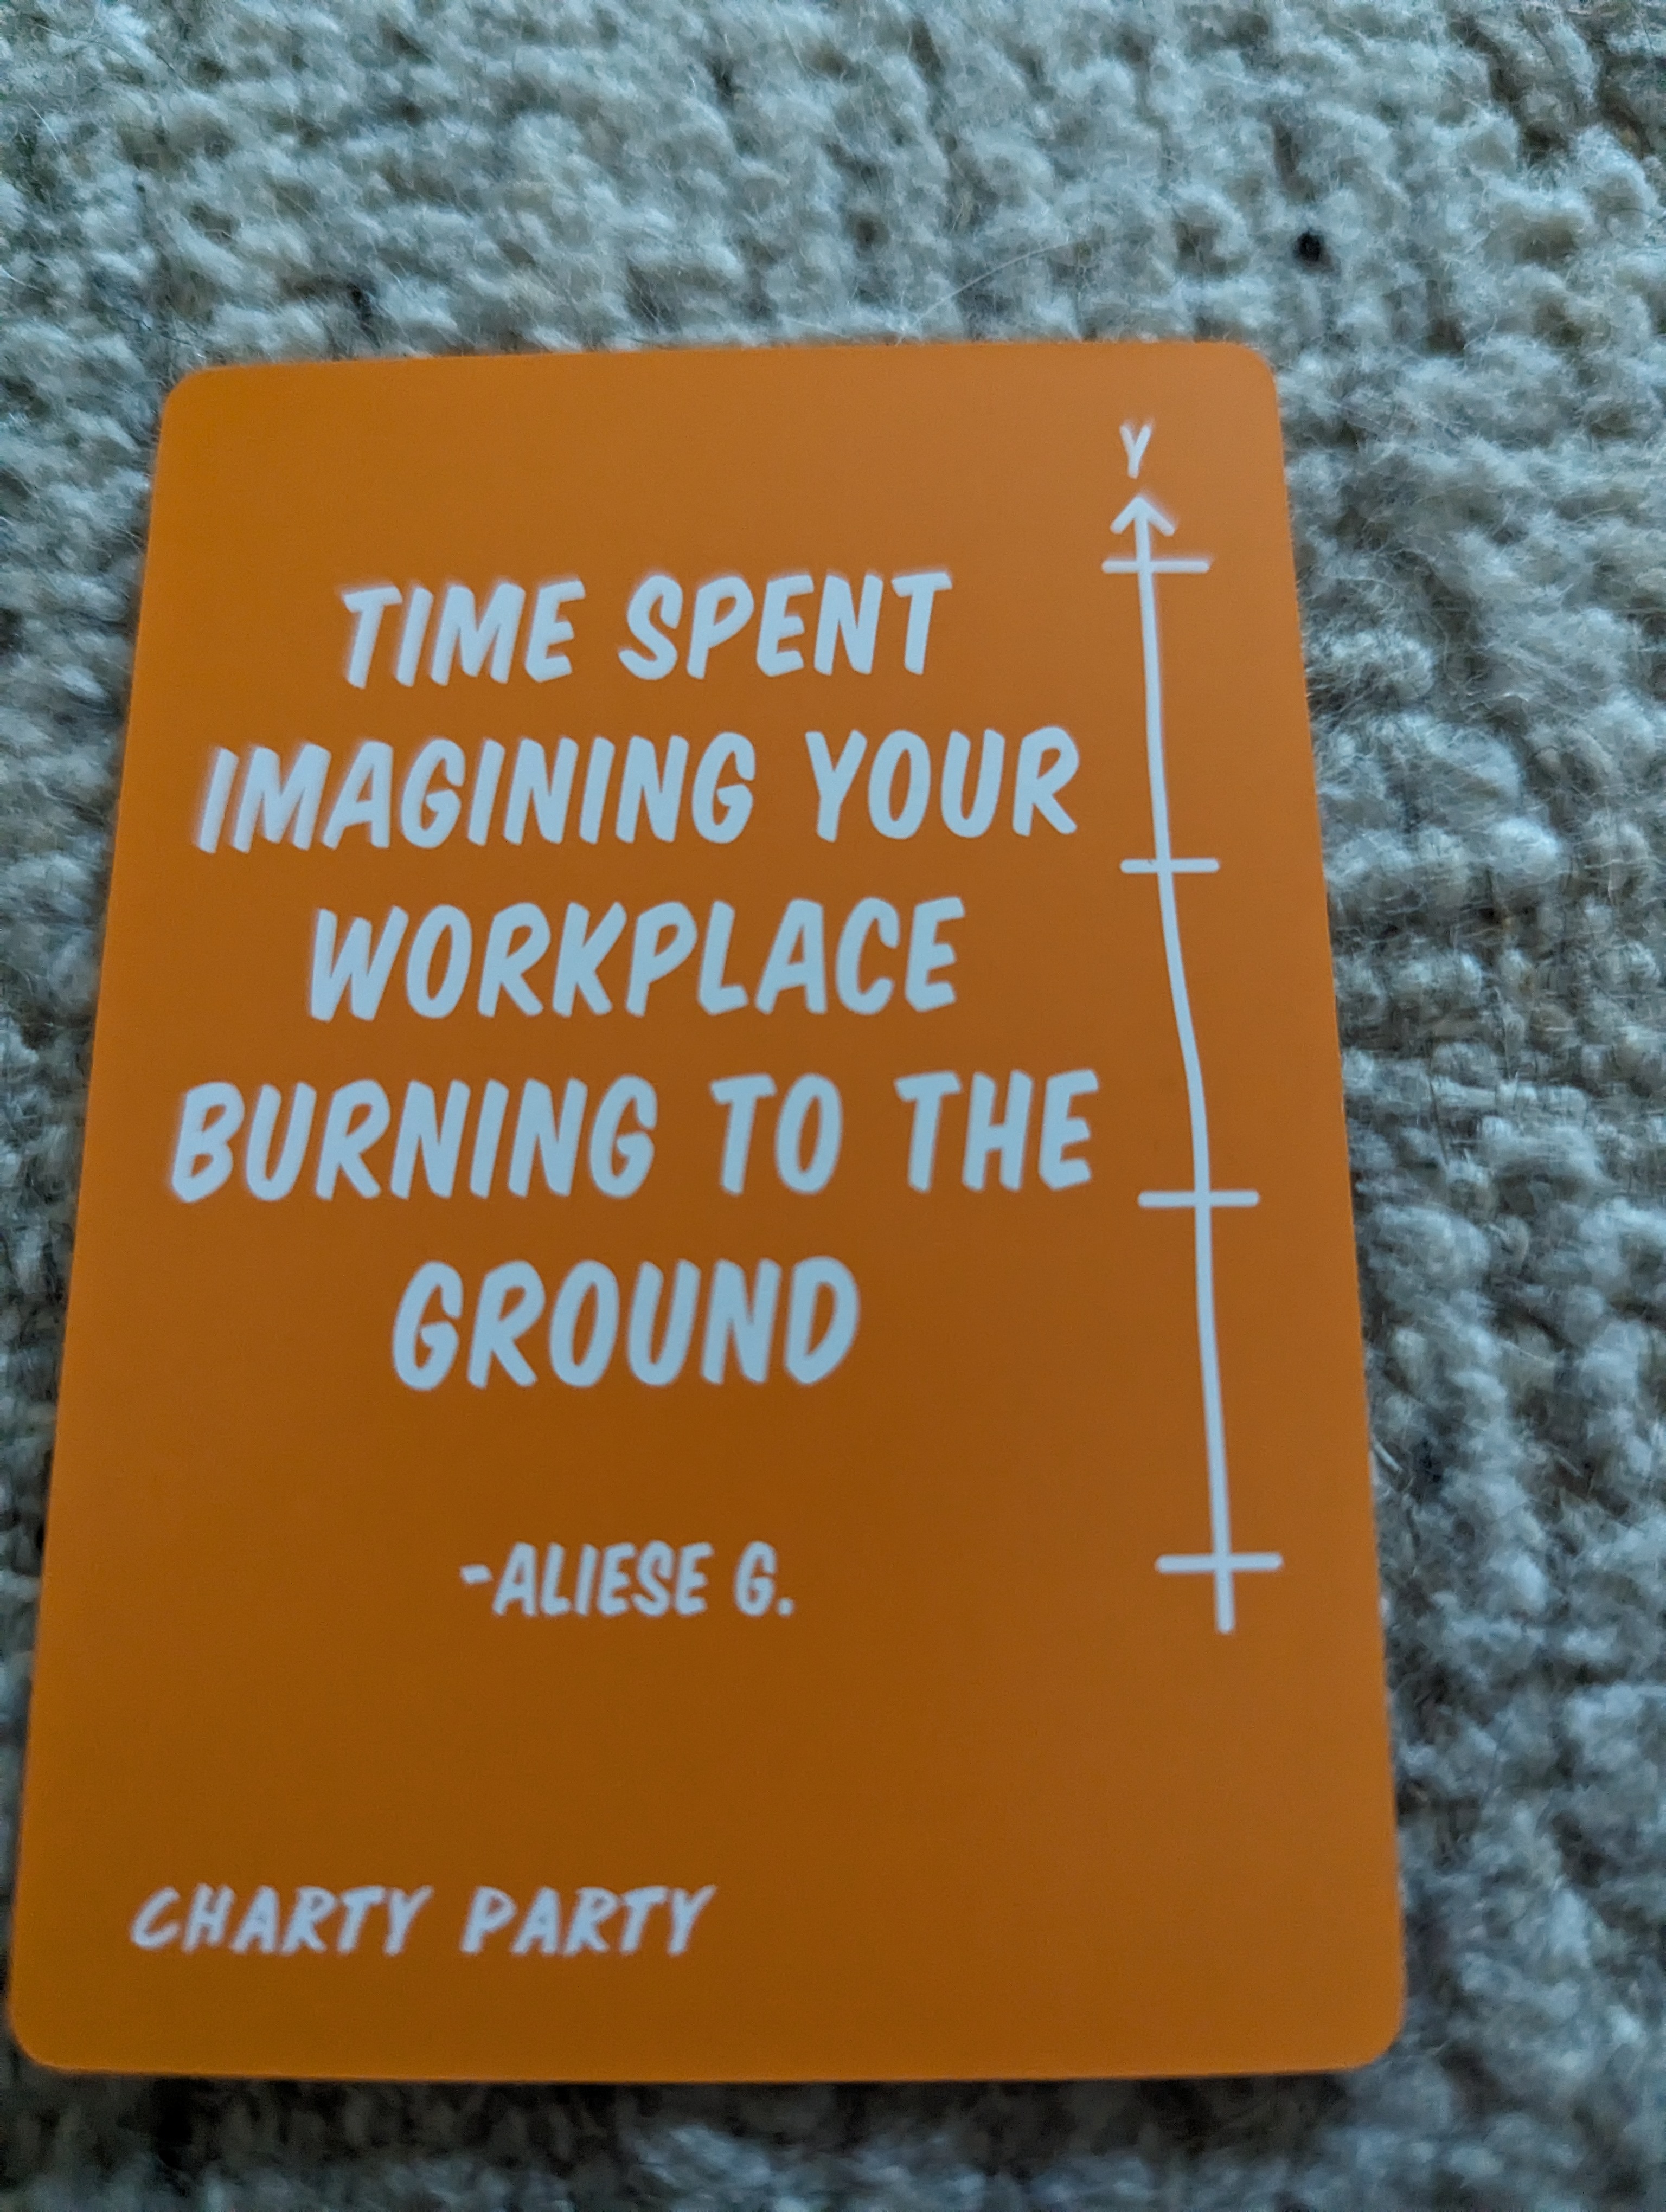 Y
TIME SPENT
IMAGINING YOUR
WORKPLACE
BURNING TO THE
GROUND
-ALIESE G.
CHARTY PARTY